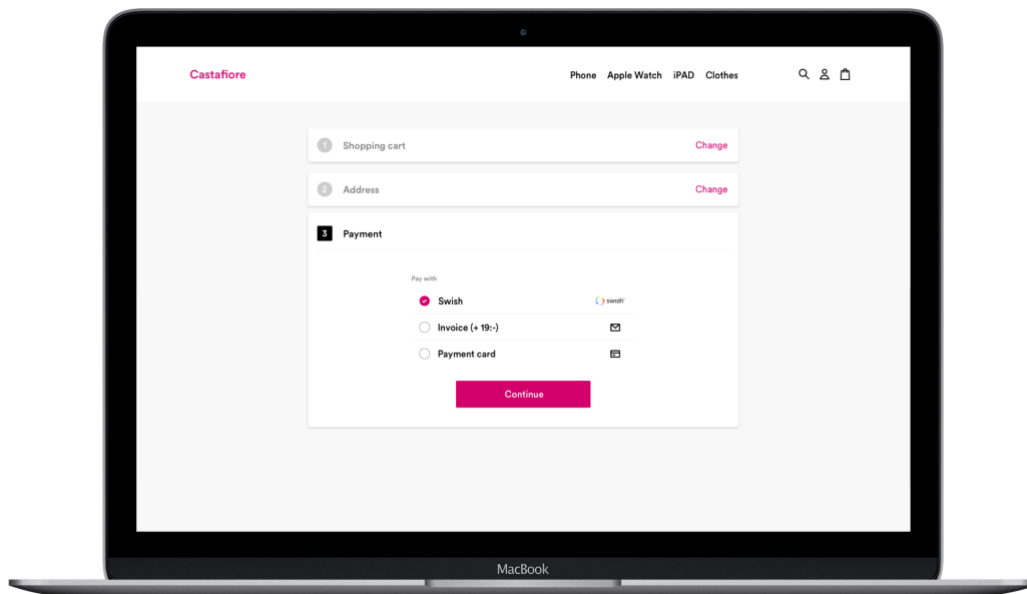 Castafiore
Phone Apple Watch iPAD Clothes
1 Shopping cart Change
2 Address Change
3 Payment
Pay with
Swish swish
Invoice (+ 19:-)
Payment card
Continue
MacBook